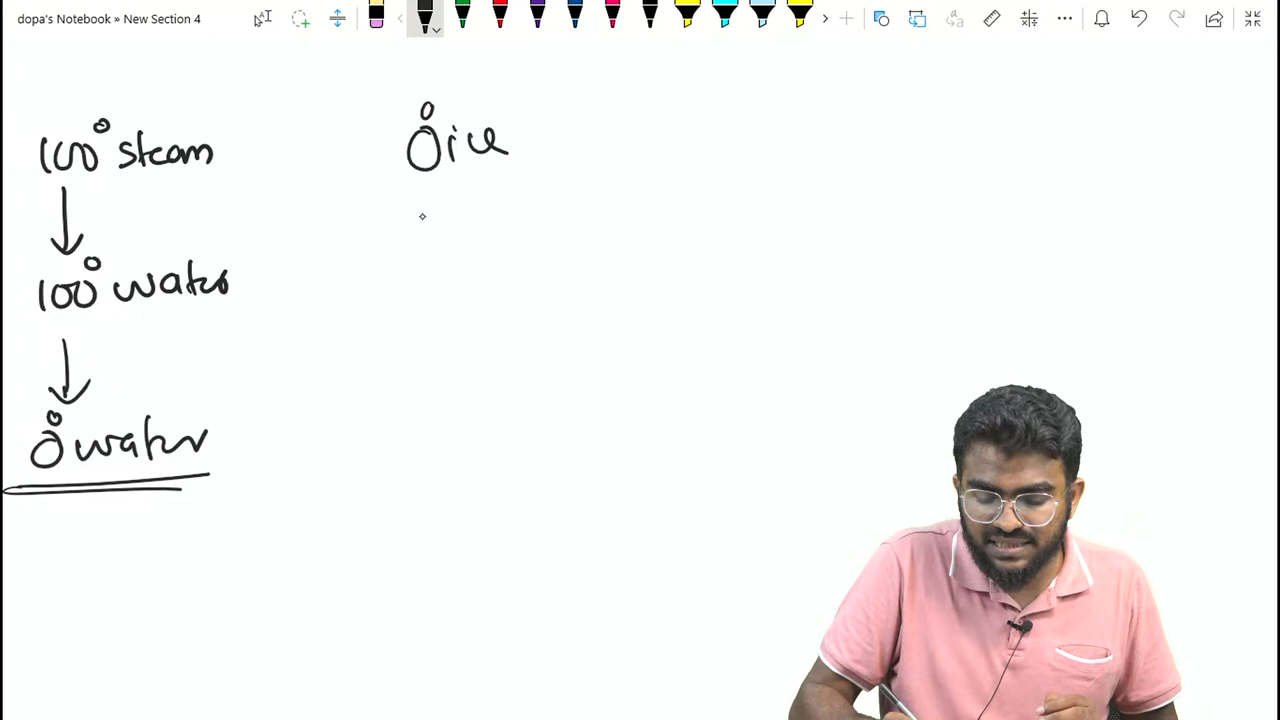 dopa's Notebook » New Section 4
100° steam
↓
100° water
↓
0° water
0° ice